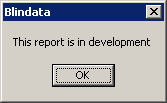 Blindata
This report is in development
OK